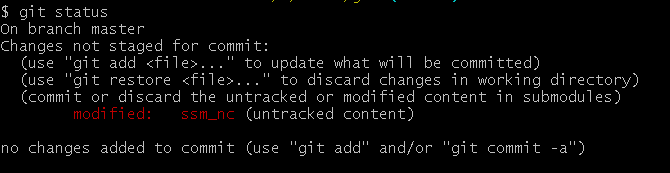 $ git status
On branch master
Changes not staged for commit:
  (use "git add <file>..." to update what will be committed)
  (use "git restore <file>..." to discard changes in working directory)
  (commit or discard the untracked or modified content in submodules)
        modified:   ssm_nc (untracked content)

no changes added to commit (use "git add" and/or "git commit -a")